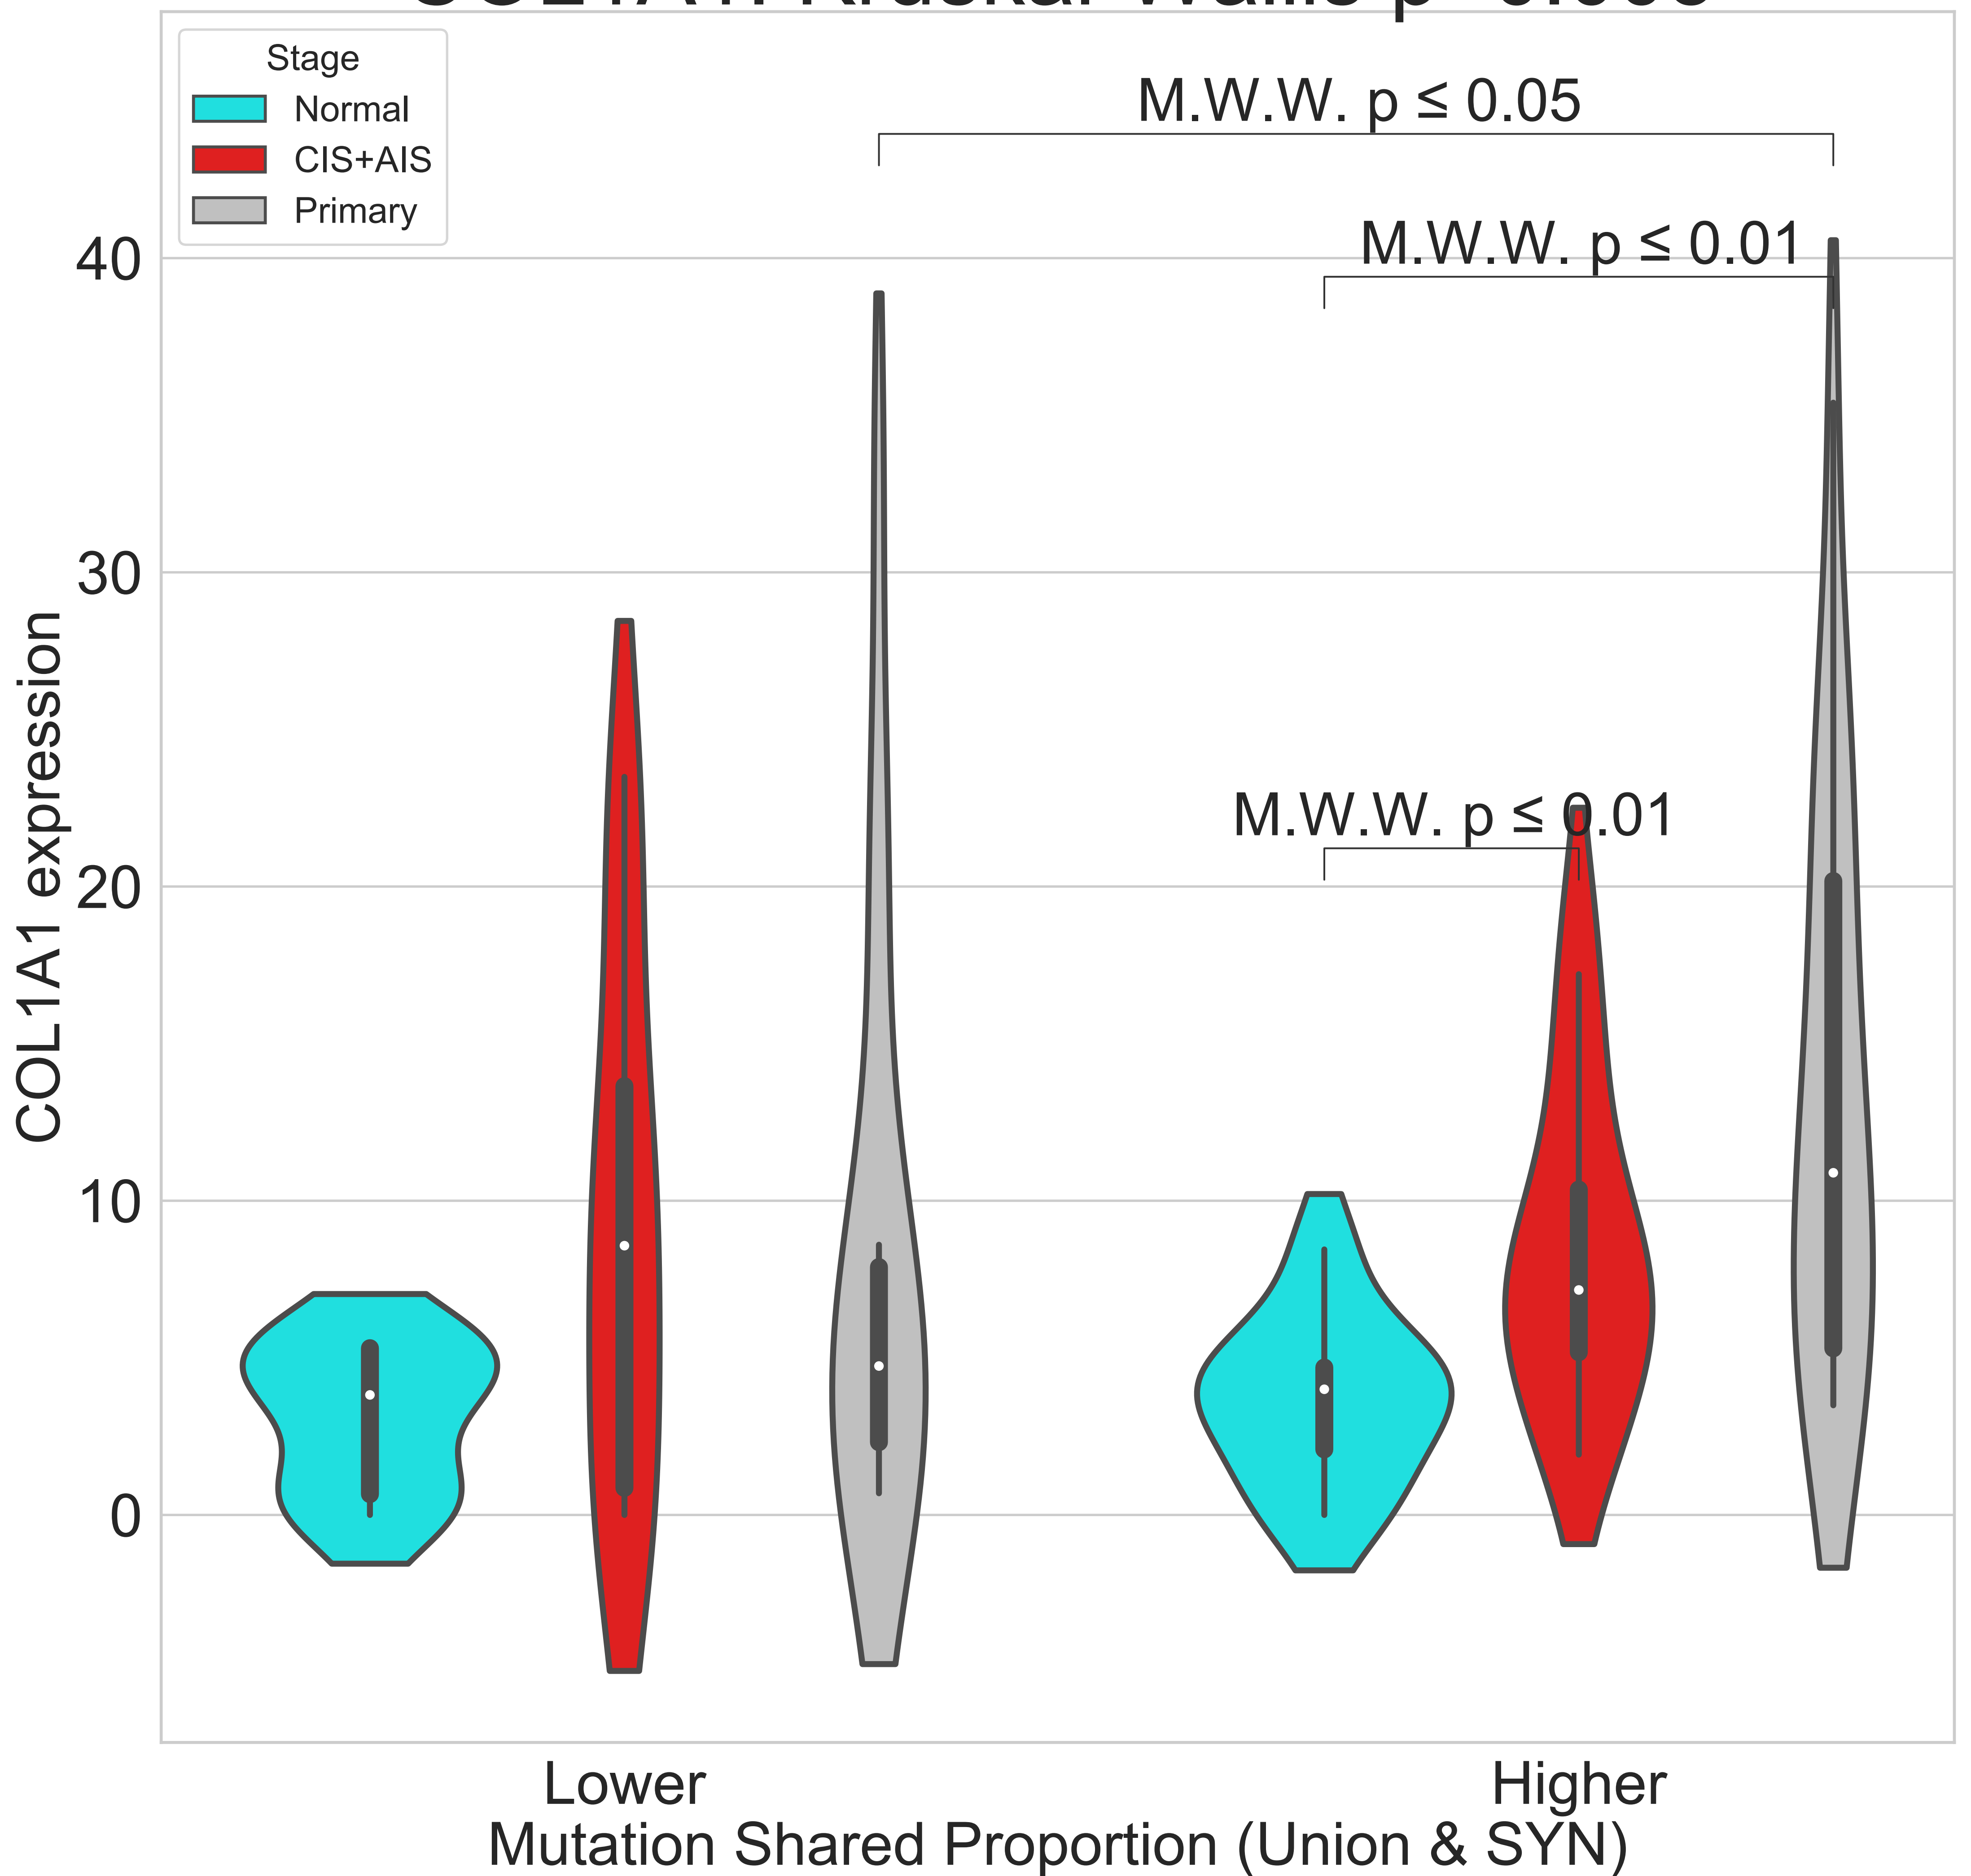 Stage
Normal
CIS+AIS
Primary
M.W.W. p ≤ 0.05
M.W.W. p ≤ 0.01
M.W.W. p ≤ 0.01
40
30
20
10
0
COL1A1 expression
Lower
Higher
Mutation Shared Proportion (Union & SYN)